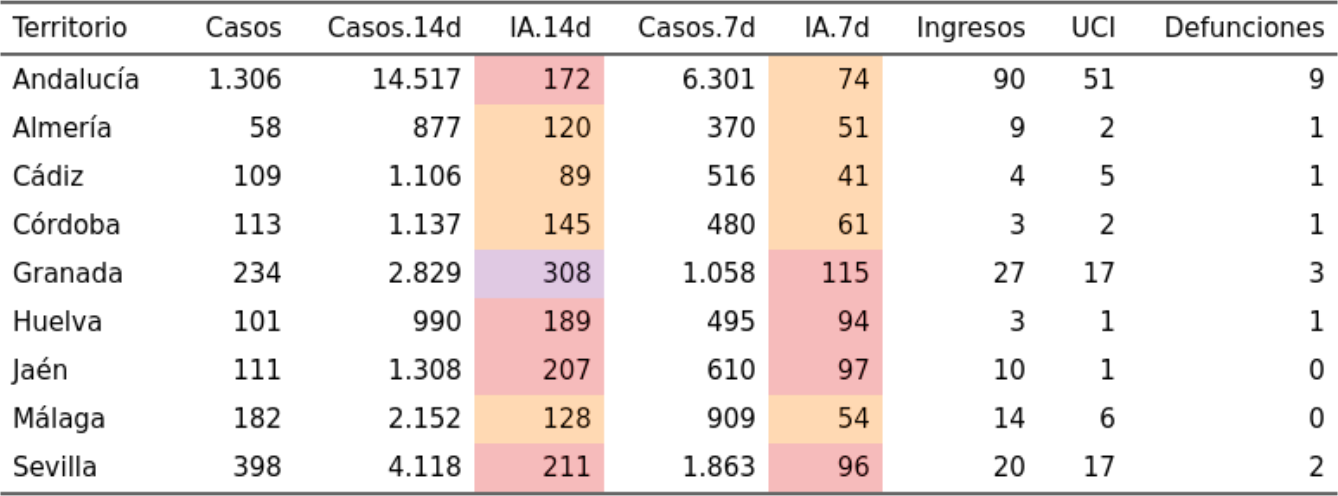 Territorio Casos Casos.14d IA.14d Casos.7d IA.7d Ingresos UCI Defunciones
Andalucía 1.306 14.517 172 6.301 74 90 51 9
Almería 58 877 120 370 51 9 2 1
Cádiz 109 1.106 89 516 41 4 5 1
Córdoba 113 1.137 145 480 61 3 2 1
Granada 234 2.829 308 1.058 115 27 17 3
Huelva 101 990 189 495 94 3 1 1
Jaén 111 1.308 207 610 97 10 1 0
Málaga 182 2.152 128 909 54 14 6 0
Sevilla 398 4.118 211 1.863 96 20 17 2